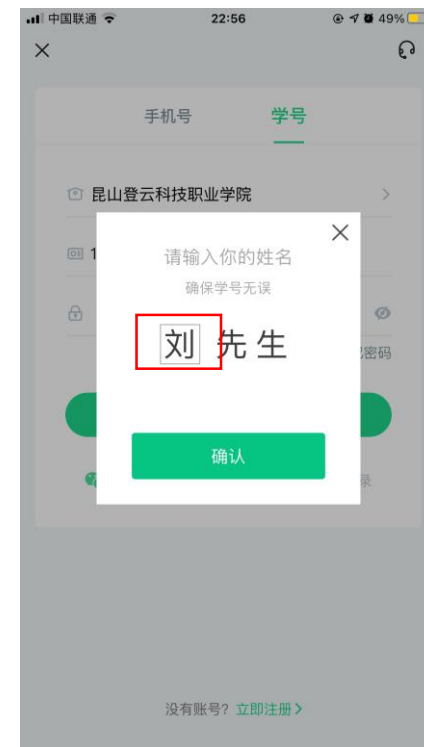 中国联通 22:56 49%
手机号 学号
昆山登云科技职业学院
1
请输入你的姓名
确保学号无误
刘 先 生
密码
确认
录
没有账号? 立即注册 >